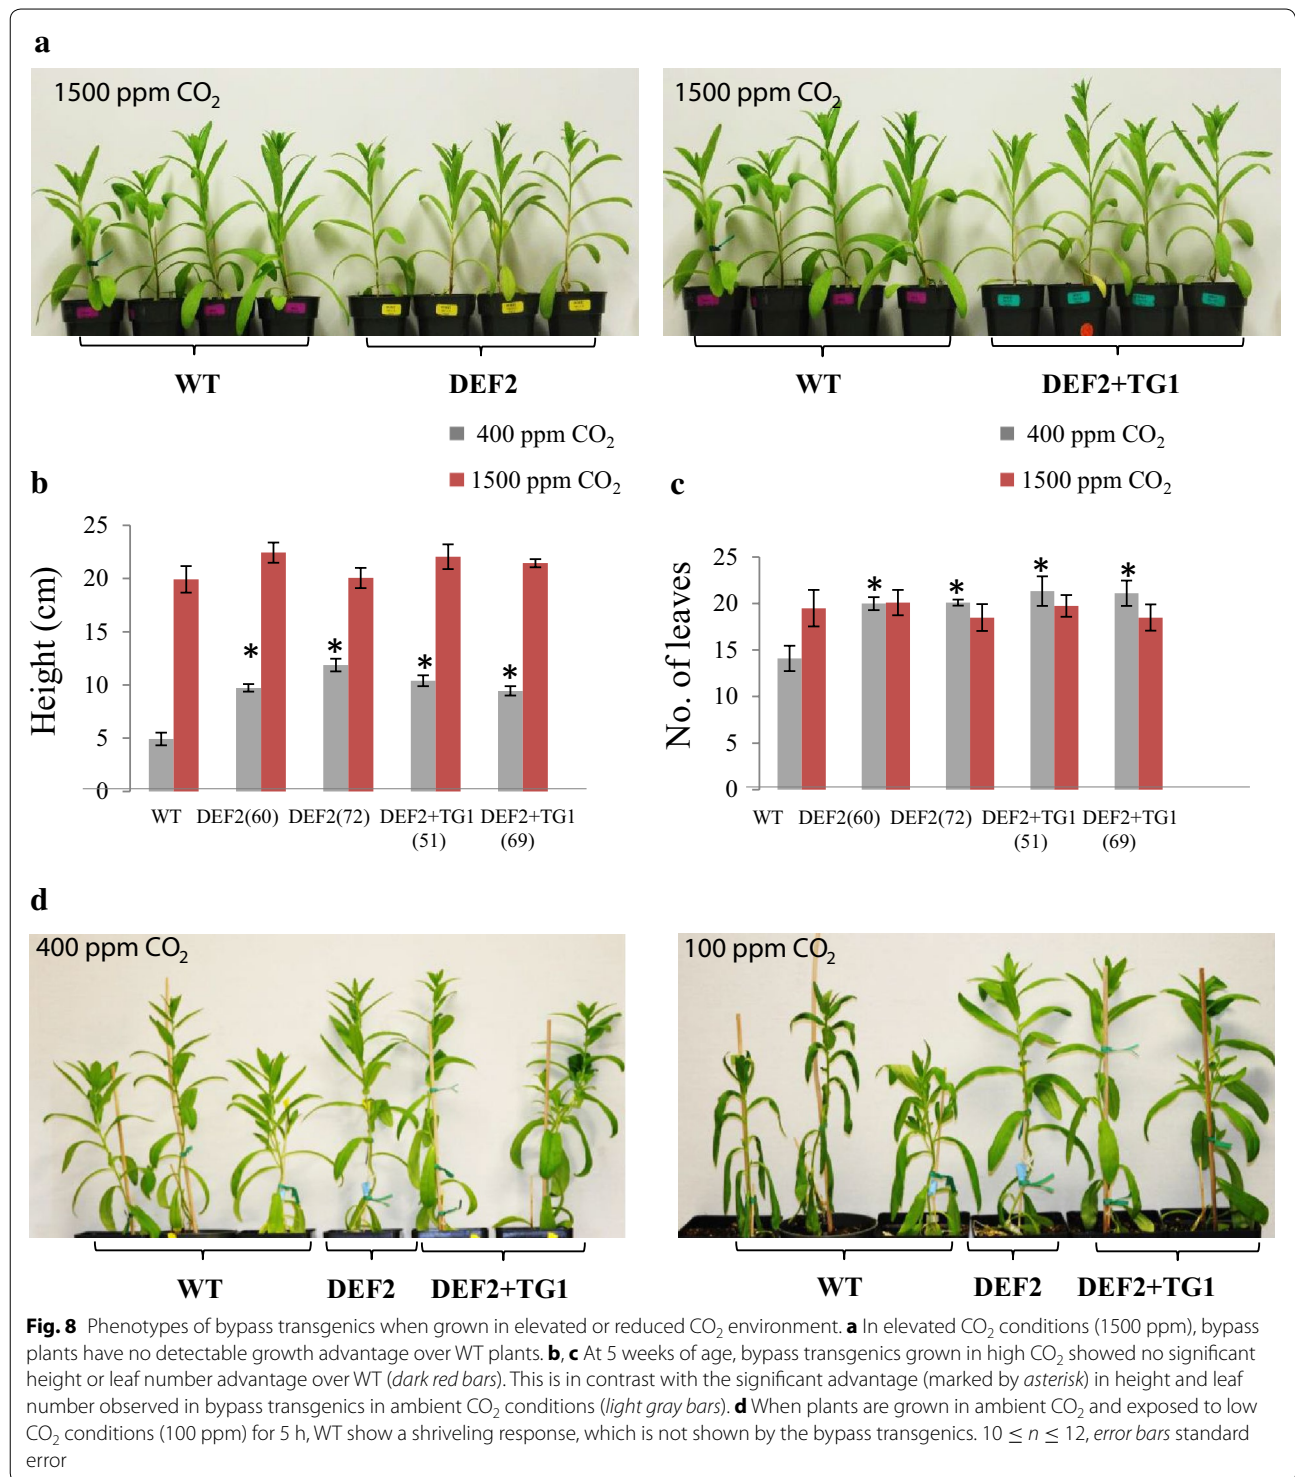 a
1500 ppm CO₂
1500 ppm CO₂
WT
DEF2
WT
DEF2+TG1
400 ppm CO₂
1500 ppm CO₂
400 ppm CO₂
1500 ppm CO₂
b
Height (cm)
25
20
15
10
5
0
*
*
*
*
WT
DEF2(60)
DEF2(72)
DEF2+TG1
(51)
DEF2+TG1
(69)
c
No. of leaves
25
20
15
10
5
0
*
*
*
*
WT
DEF2(60)
DEF2(72)
DEF2+TG1
(51)
DEF2+TG1
(69)
d
400 ppm CO₂
100 ppm CO₂
WT
DEF2
DEF2+TG1
WT
DEF2
DEF2+TG1
Fig. 8 Phenotypes of bypass transgenics when grown in elevated or reduced CO₂ environment. a In elevated CO₂ conditions (1500 ppm), bypass
plants have no detectable growth advantage over WT plants. b, c At 5 weeks of age, bypass transgenics grown in high CO₂ showed no significant
height or leaf number advantage over WT (dark red bars). This is in contrast with the significant advantage (marked by asterisk) in height and leaf
number observed in bypass transgenics in ambient CO₂ conditions (light gray bars). d When plants are grown in ambient CO₂ and exposed to low
CO₂ conditions (100 ppm) for 5 h, WT show a shriveling response, which is not shown by the bypass transgenics. 10 ≤ n ≤ 12, error bars standard
error